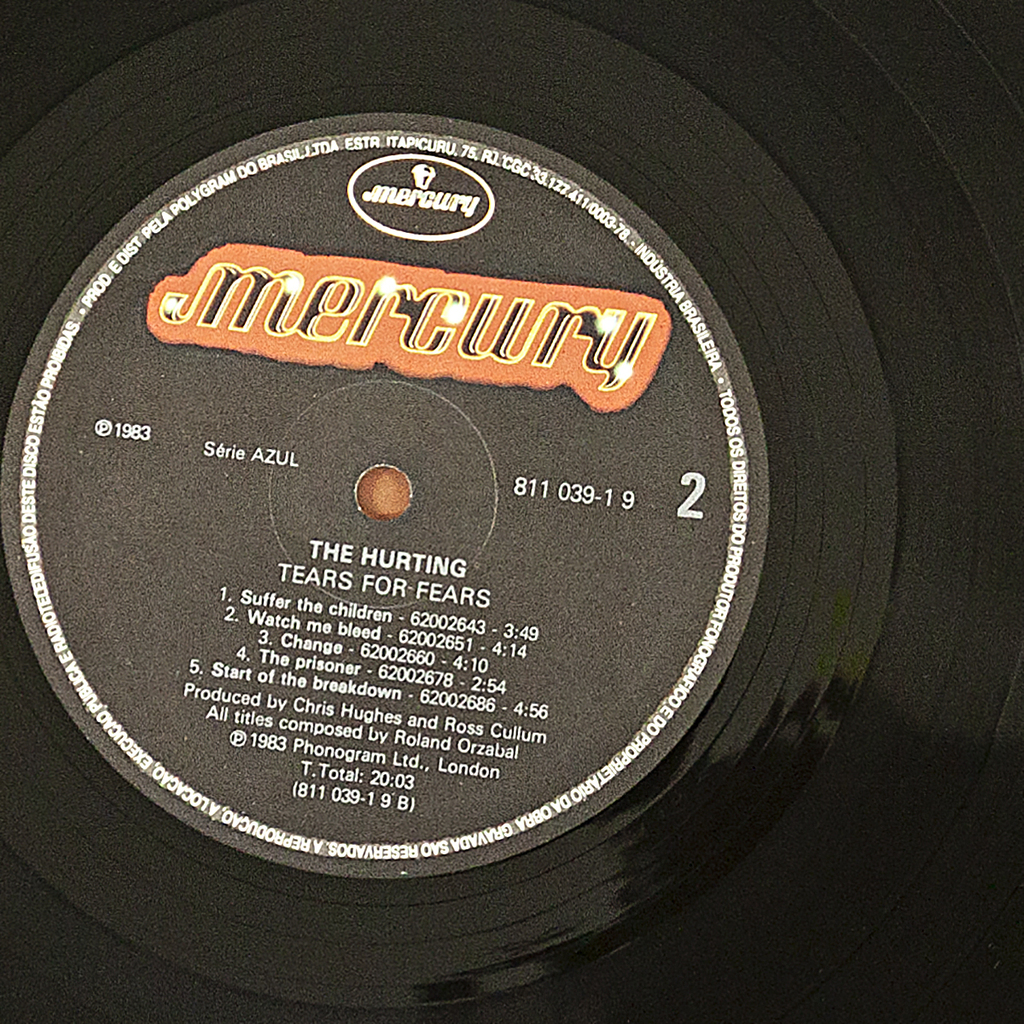 PROD. E DIST. PELA POLYGRAM DO BRASIL LTDA. ESTR. ITAPICURU, 75, RJ. CGC 33.177.411/0003-78. - INDÚSTRIA BRASILEIRA. • TODOS OS DIREITOS DO PRODUTOR FONOGRÁFICO E DO PROPRIETÁRIO DA OBRA GRAVADA SÃO RESERVADOS. A REPRODUÇÃO, A LOCAÇÃO, EXECUÇÃO PÚBLICA E RADIOTELEDIFUSÃO DESTE DISCO ESTÃO PROIBIDAS. •
mercury
mercury
℗ 1983
Série AZUL
811 039-1 9
2
THE HURTING
TEARS FOR FEARS
1. Suffer the children - 62002643 - 3:49
2. Watch me bleed - 62002651 - 4:14
3. Change - 62002660 - 4:10
4. The prisoner - 62002678 - 2:54
5. Start of the breakdown - 62002686 - 4:56
Produced by Chris Hughes and Ross Cullum
All titles composed by Roland Orzabal
℗ 1983 Phonogram Ltd., London
T.Total: 20:03
(811 039-1 9 B)